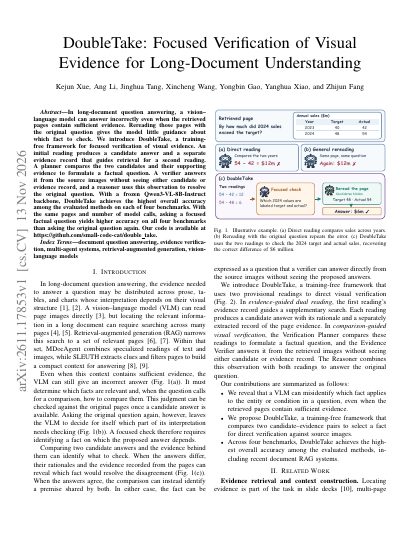 DoubleTake: Focused Verification of Visual
Evidence for Long-Document Understanding
Kejun Xue, Ang Li, Jinghua Tang, Xincheng Wang, Yongbin Gao, Yanghua Xiao, and Zhijun Fang
arXiv:2611.17853v1 [cs.CV] 13 Nov 2026
Abstract—In long-document question answering, a vision-
language model can answer incorrectly even when the retrieved
pages contain sufficient evidence. Rereading those pages with the
original question gives the model little guidance about
which fact to check. We introduce DoubleTake, a training-
free framework for focused verification of visual evidence. An
initial reading produces a candidate answer and a separate
evidence record that guides retrieval for a second reading. A
planner compares the two candidates and their supporting
evidence to formulate a factual question. A verifier answers it
from the source images without seeing either candidate
or evidence record, and a reasoner uses this observation to
resolve the original question. With a frozen Qwen3-VL-8B-Instruct
backbone, DoubleTake achieves the highest overall accuracy among
the evaluated methods on each of four benchmarks. With
the same pages and number of model calls, asking a focused
factual question yields higher accuracy on all four benchmarks
than asking the original question again. Our code is available at
Index Terms—document question answering, evidence verifica-
tion, multi-agent systems, retrieval-augmented generation, vision-
language models
I. INTRODUCTION
In long-document question answering, the evidence needed
to answer a question may be distributed across prose, ta-
bles, and charts whose interpretation depends on their visual
structure [1], [2]. A vision-language model (VLM) can read
page images directly [3], but locating the relevant informa-
tion in a long document can require searching across many
pages [4], [5]. Retrieval-augmented generation (RAG) narrows
this search to a set of relevant pages [6], [7]. Within that
set, MDocAgent combines specialized readings of text and
images, while SLEUTH extracts clues and filters pages to build
a compact context for answering [8], [9].
Even when this context contains sufficient evidence, the
VLM can still give an incorrect answer (Fig. 1(a)). It must
determine which facts are relevant and, when the question calls
for a comparison, how to compare them. This judgment can be
checked against the original pages once a candidate answer is
available. Asking the original question again, however, leaves
the VLM to decide for itself which part of its interpretation
needs checking (Fig. 1(b)). A focused check therefore requires
identifying a fact on which the proposed answer depends.
Comparing two candidate answers and the evidence behind
them can identify what to check. When the answers differ,
their rationales and the evidence recorded from the pages can
reveal which fact would resolve the disagreement (Fig. 1(c)).
When the answers agree, the comparison can instead identify
a premise shared by both. In either case, the fact can be
Retrieved page
By how much did 2024 sales
exceed the target?
Annual sales ($m)
Year Target Actual
2023 40 42
2024 48 54
(a) Direct reading
Compares the two years
54 − 42 = $12m ✗
(b) General rereading
Same page, same question
Again: $12m ✗
(c) DoubleTake
Two readings
54 − 42 = 12
54 − 48 = 6
Focused check
Which 2024 values are
labeled target and actual?
Reread the page
Target 48 · Actual 54
Answer: $6m ✓
Fig. 1. Illustrative example. (a) Direct reading compares sales across years.
(b) Rereading with the original question repeats the error. (c) DoubleTake
uses the two readings to check the 2024 target and actual sales, recovering
the correct difference of $6 million.
expressed as a question that a verifier can answer directly from
the source images without seeing the proposed answers.
We introduce DoubleTake, a training-free framework that
uses two provisional readings to direct visual verification
(Fig. 2). In evidence-guided dual reading, the first reading's
evidence record guides a supplementary search. Each reading
produces a candidate answer with its rationale and a separately
extracted record of the page evidence. In comparison-guided
visual verification, the Verification Planner compares these
readings to formulate a factual question, and the Evidence
Verifier answers it from the retrieved images without seeing
either candidate or evidence record. The Reasoner combines
this observation with both readings to answer the original
question.
Our contributions are summarized as follows:
• We reveal that a VLM can misidentify which fact applies
to the entity or condition in a question, even when the
retrieved pages contain sufficient evidence.
• We propose DoubleTake, a training-free framework that
compares two candidate–evidence pairs to select a fact
for direct verification against source images.
• Across four benchmarks, DoubleTake achieves the high-
est overall accuracy among the evaluated methods, in-
cluding recent document RAG systems.
II. RELATED WORK
Evidence retrieval and context construction. Locating
evidence is part of the task in slide decks [10], multi-page